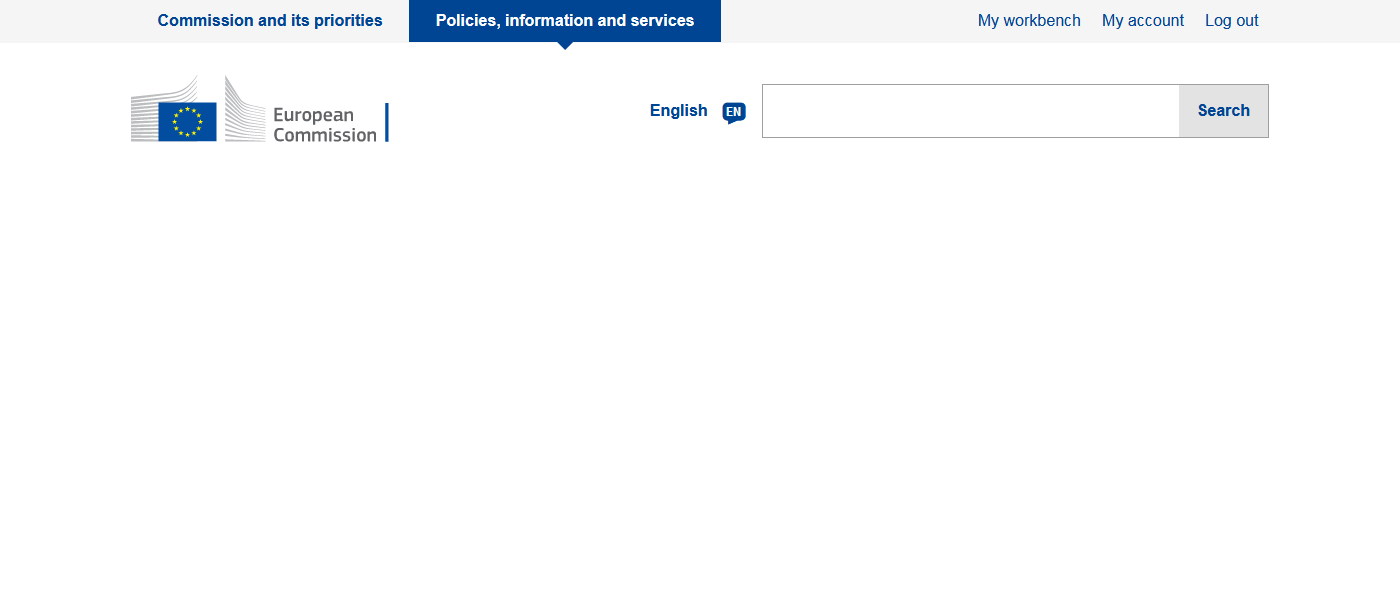 Commission and its priorities
Policies, information and services
My workbench
My account
Log out
European
Commission
English
EN
Search